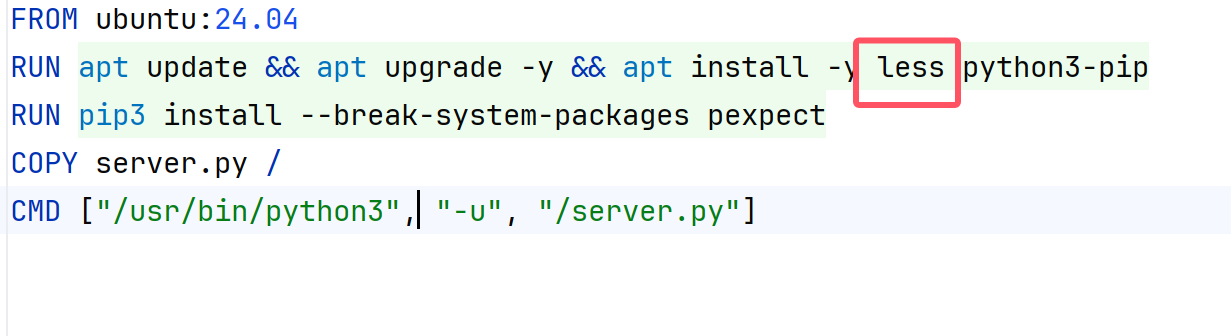 FROM ubuntu:24.04
RUN apt update && apt upgrade -y && apt install -y less python3-pip
RUN pip3 install --break-system-packages pexpect
COPY server.py /
CMD ["/usr/bin/python3", "-u", "/server.py"]